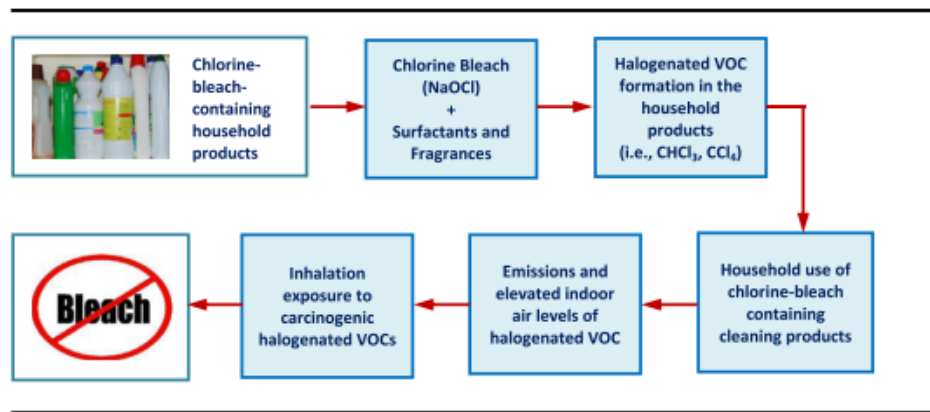 Chlorine-
bleach-
containing
household
products
Chlorine Bleach
(NaOCl)
+
Surfactants and
Fragrances
Halogenated VOC
formation in the
household
products
(i.e., CHCl₃, CCl₄)
Household use of
chlorine-bleach
containing
cleaning products
Emissions and
elevated indoor
air levels of
halogenated VOC
Inhalation
exposure to
carcinogenic
halogenated VOCs
Bleach